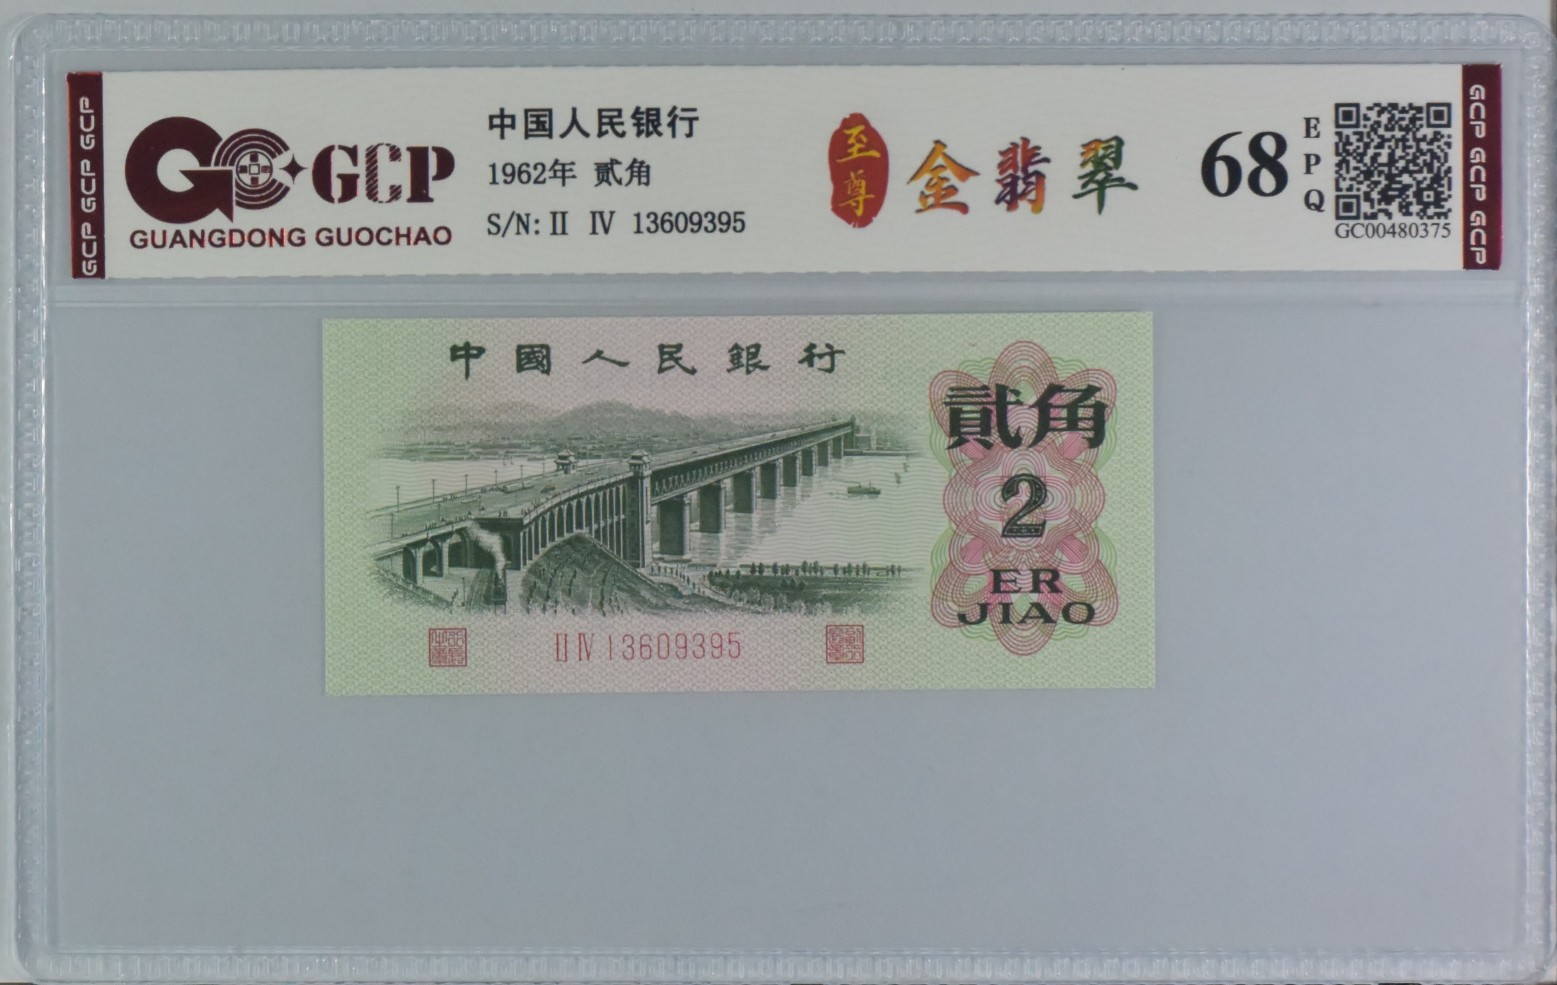 GCP GCP GCP
GCP
GUANGDONG GUOCHAO
中国人民银行
1962年 贰角
S/N: II IV 13609395
至尊
金翡翠
68
EPQ
GC00480375
GCP GCP GCP
中國人民銀行
貳角
2
ER
JIAO
II IV 13609395